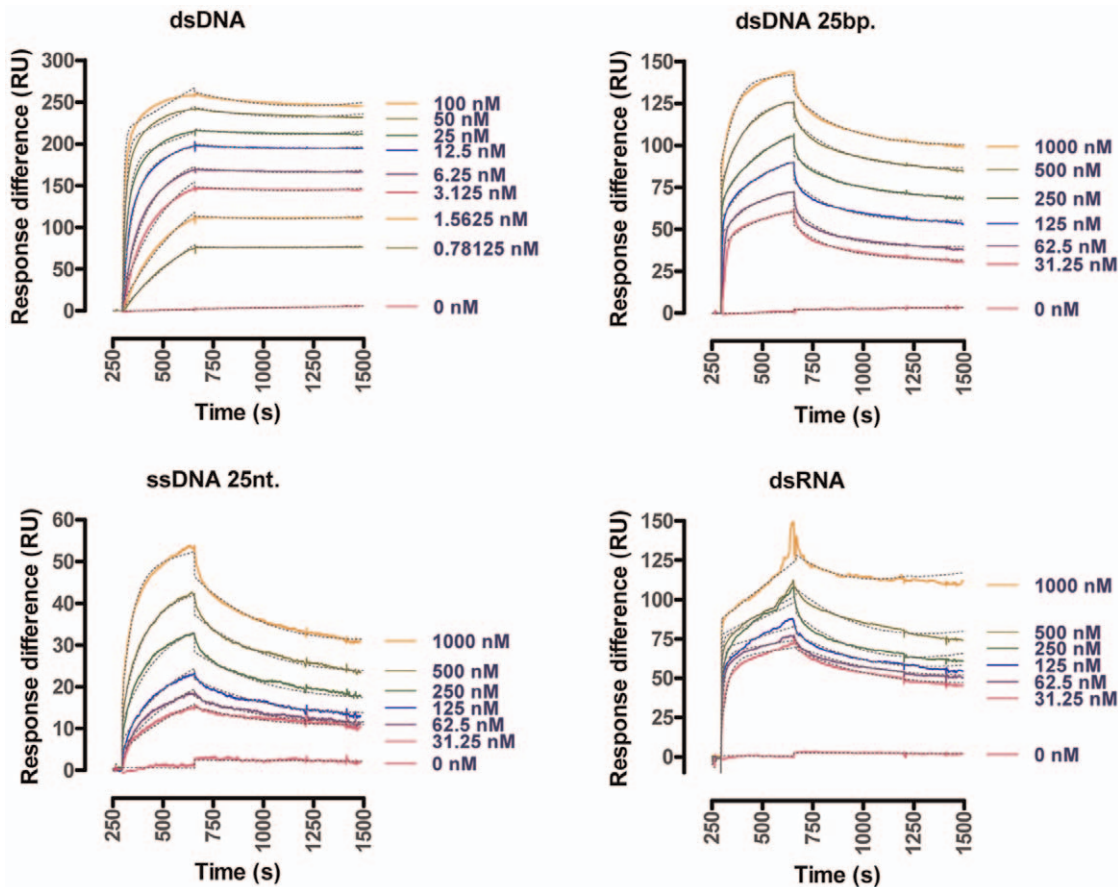 dsDNA
Response difference (RU)
300
250
200
150
100
50
0
100 nM
50 nM
25 nM
12.5 nM
6.25 nM
3.125 nM
1.5625 nM
0.78125 nM
0 nM
250
500
750
1000
1250
1500
Time (s)
dsDNA 25bp.
Response difference (RU)
150
125
100
75
50
25
0
1000 nM
500 nM
250 nM
125 nM
62.5 nM
31.25 nM
0 nM
250
500
750
1000
1250
1500
Time (s)
ssDNA 25nt.
Response difference (RU)
60
50
40
30
20
10
0
1000 nM
500 nM
250 nM
125 nM
62.5 nM
31.25 nM
0 nM
250
500
750
1000
1250
1500
Time (s)
dsRNA
Response difference (RU)
150
125
100
75
50
25
0
1000 nM
500 nM
250 nM
125 nM
62.5 nM
31.25 nM
0 nM
250
500
750
1000
1250
1500
Time (s)